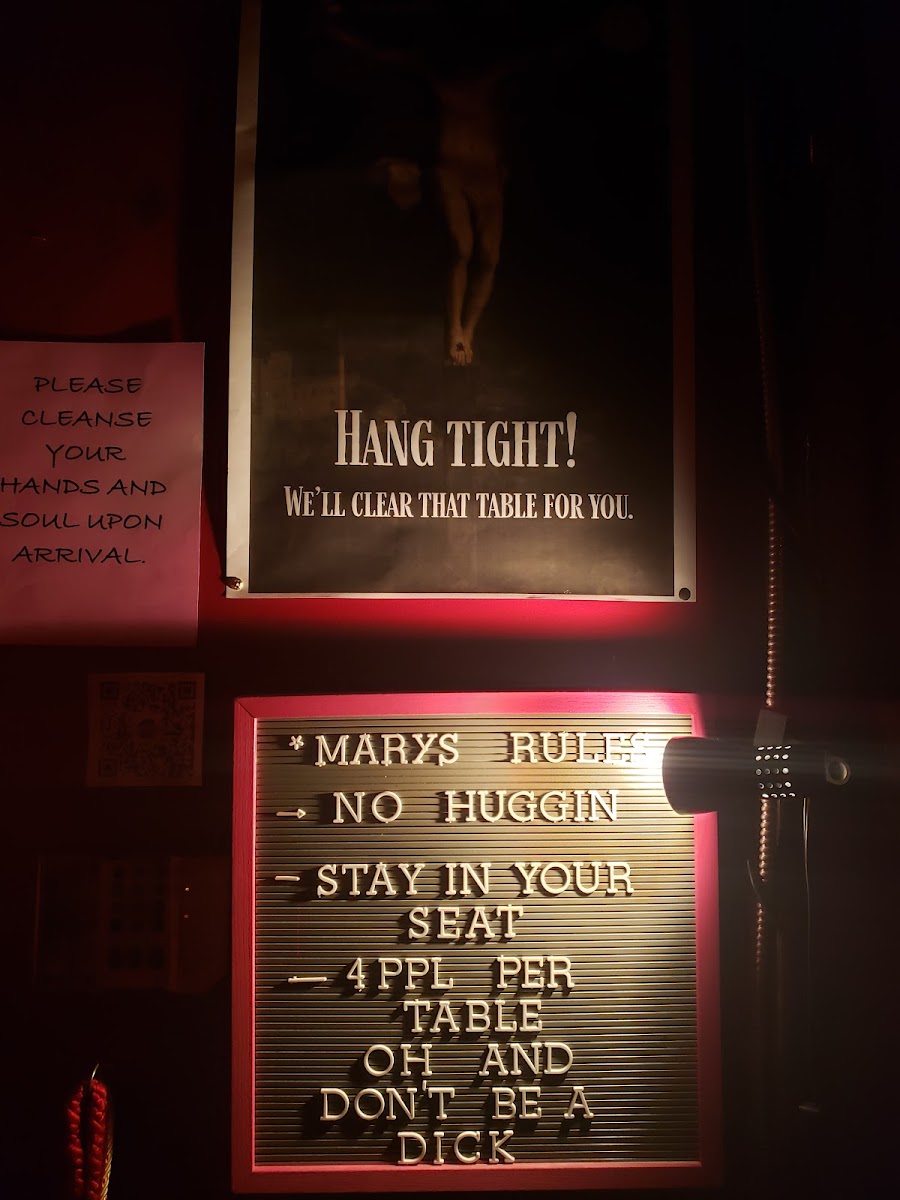 PLEASE
CLEANSE
YOUR
HANDS AND
SOUL UPON
ARRIVAL.
HANG TIGHT!
WE'LL CLEAR THAT TABLE FOR YOU.
*MARYS RULES
→ NO HUGGIN
- STAY IN YOUR
SEAT
— 4 PPL PER
TABLE
OH AND
DON'T BE A
DICK